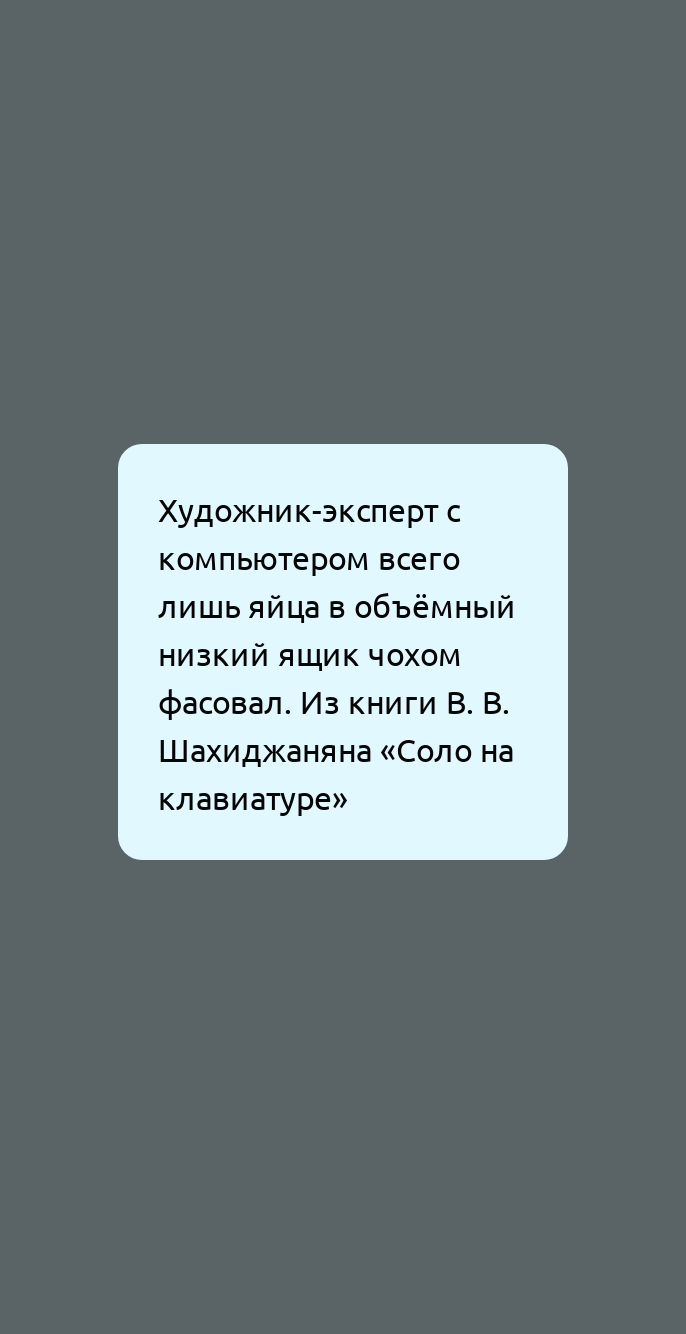 Художник-эксперт с
компьютером всего
лишь яйца в объёмный
низкий ящик чохом
фасовал. Из книги В. В.
Шахиджаняна «Соло на
клавиатуре»